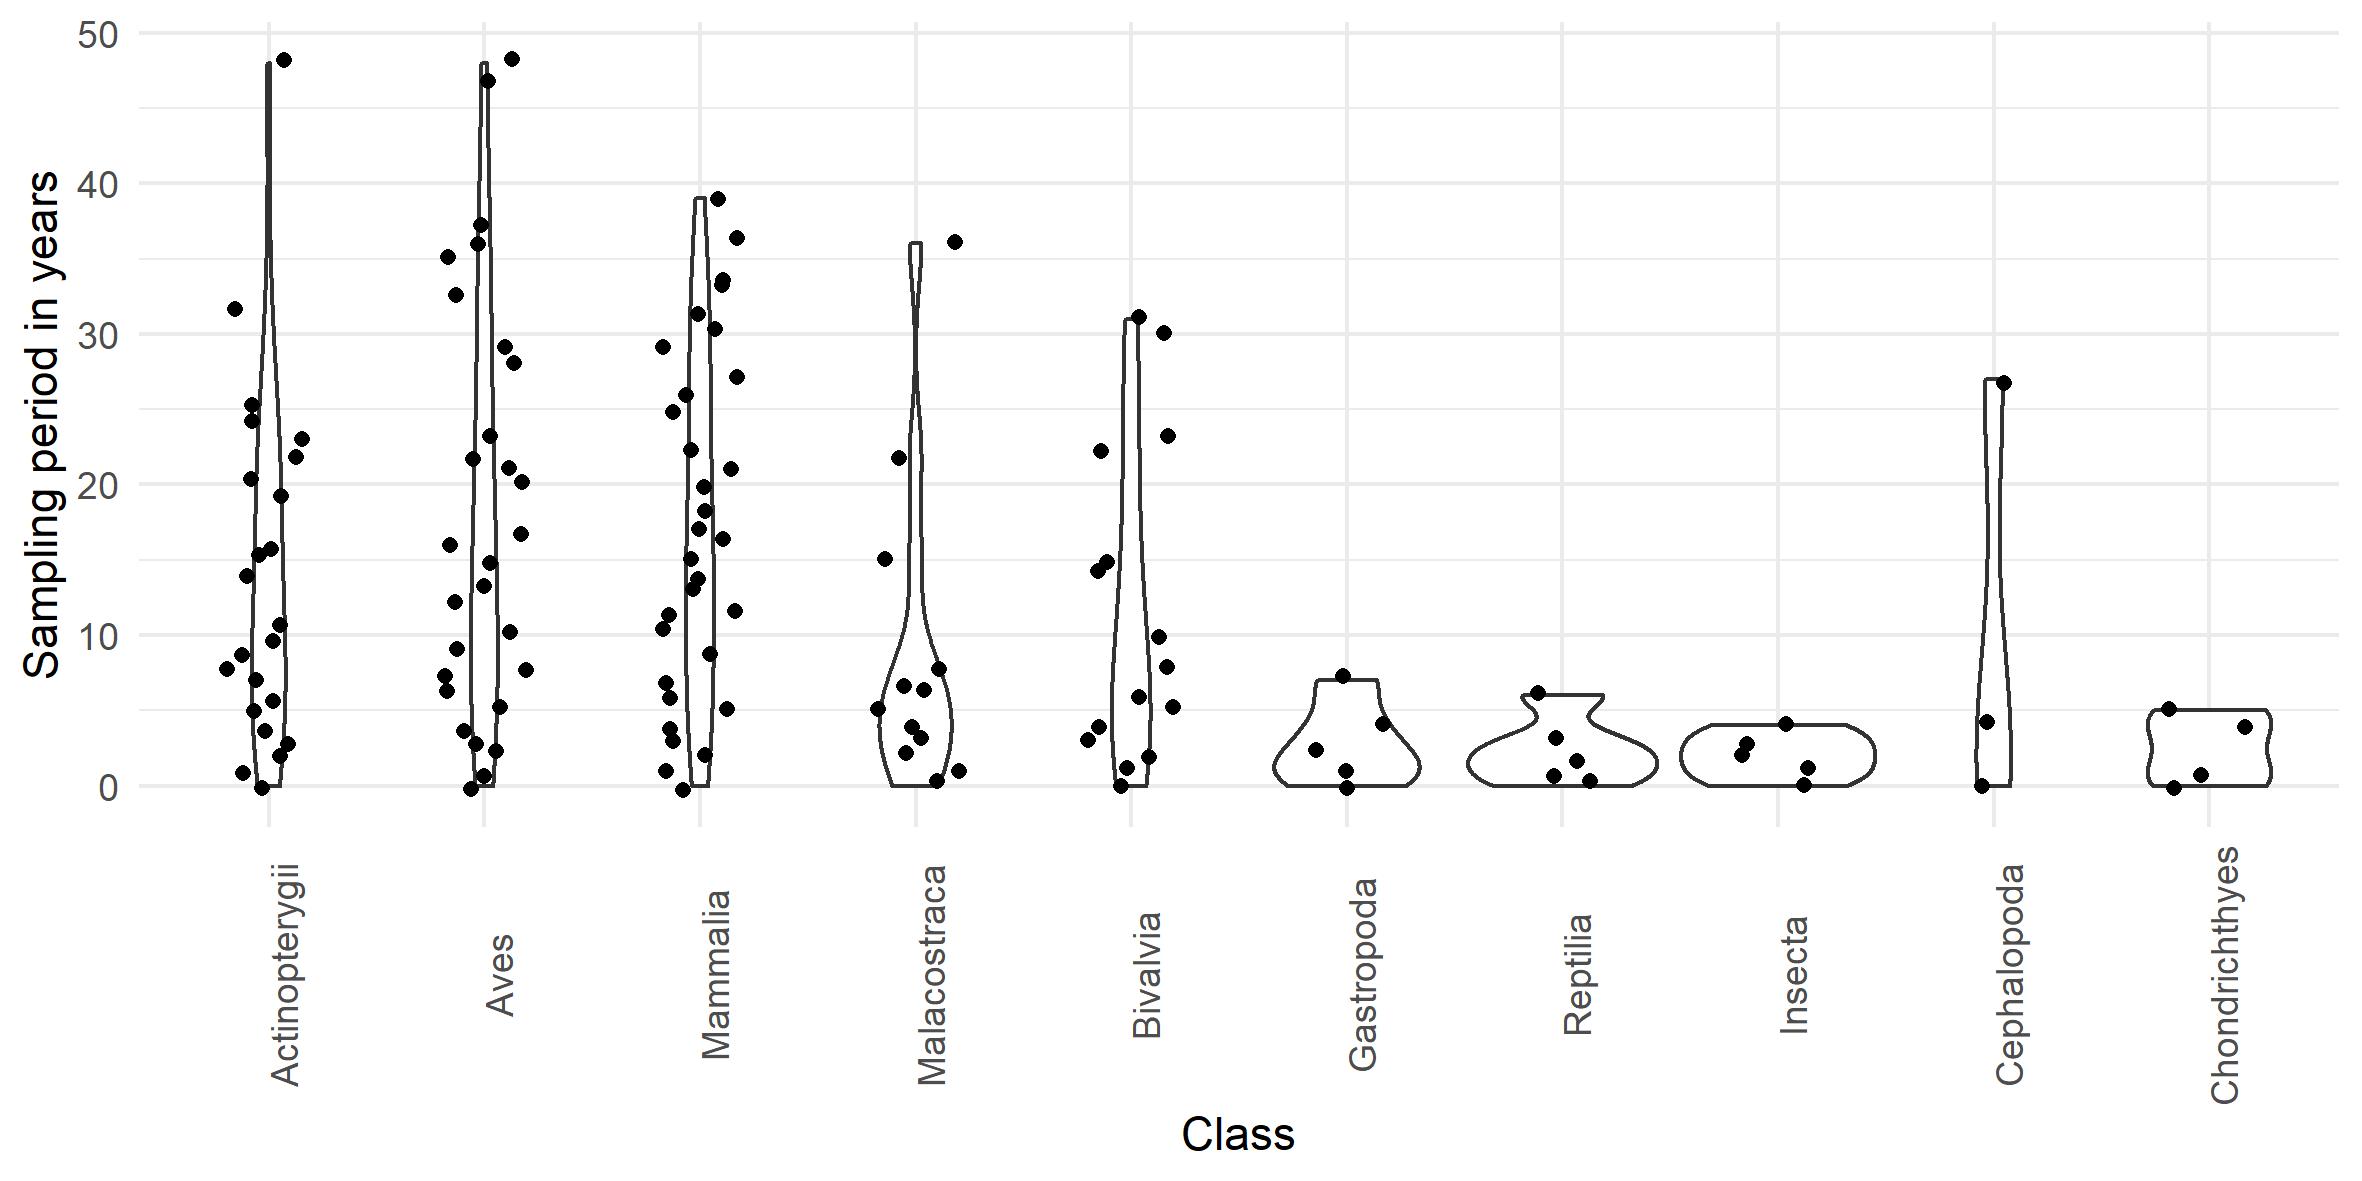 Sampling period in years
50
40
30
20
10
0
Actinopterygii
Aves
Mammalia
Malacostraca
Bivalvia
Gastropoda
Reptilia
Insecta
Cephalopoda
Chondrichthyes
Class